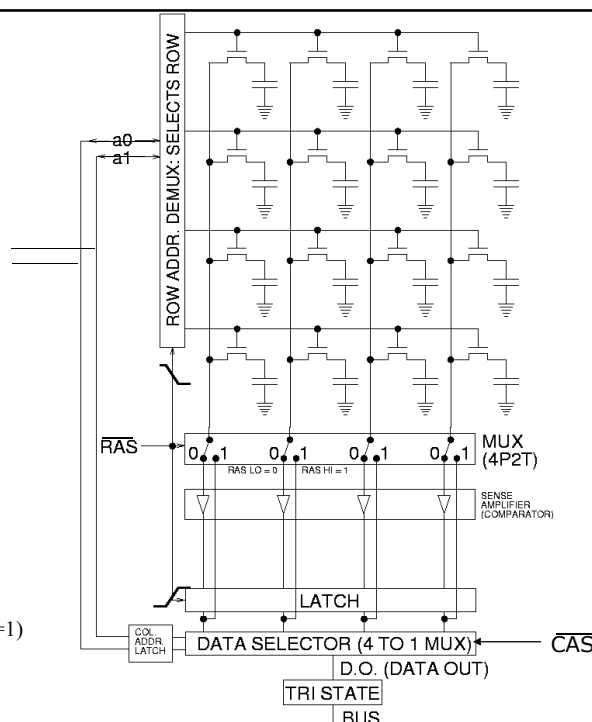 ROW ADDR. DEMUX: SELECTS ROW
a0
a1
RAS
0 1 0 1 0 1 0 1
MUX
(4P2T)
RAS LO = 0 RAS HI = 1
SENSE
AMPLIFIER
(COMPARATOR)
LATCH
=1)
COL.
ADDR.
LATCH
DATA SELECTOR (4 TO 1 MUX)
CAS
D.O. (DATA OUT)
TRI STATE
BUS